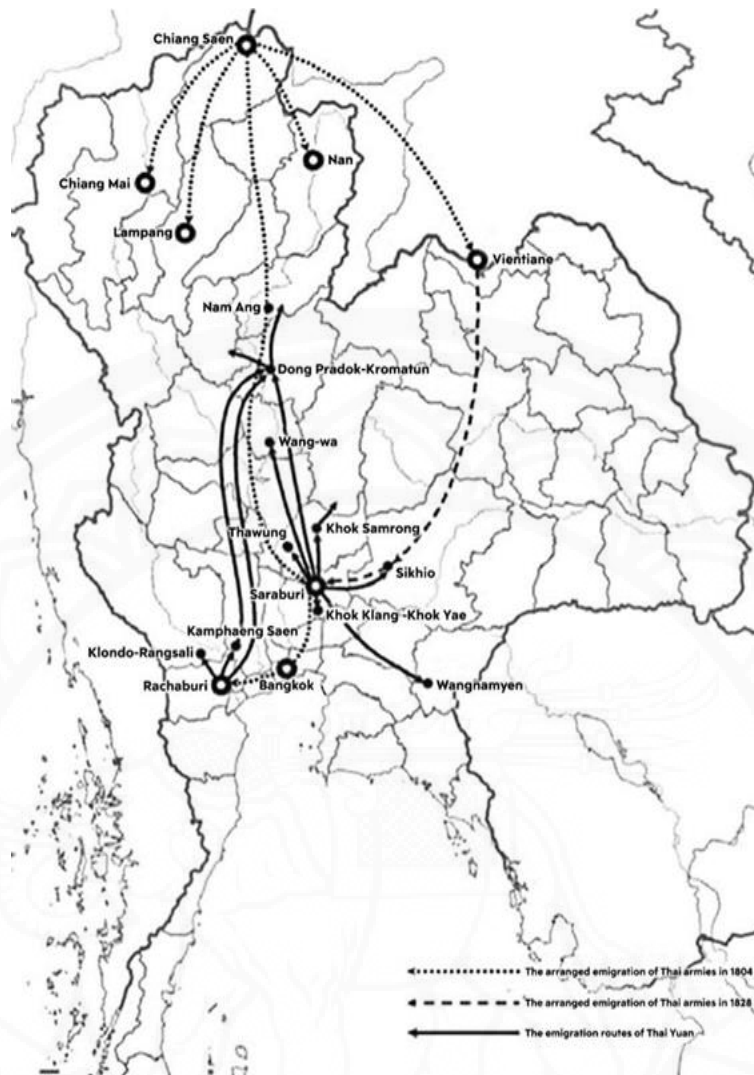 Chiang Saen
Nan
Chiang Mai
Lampang
Vientiane
Nam Ang
Dong Pradok-Kromatun
Wang-wa
Khok Samrong
Thawung
Sikhio
Saraburi
Khok Klang -Khok Yae
Kamphaeng Saen
Klondo-Rangsali
Rachaburi
Bangkok
Wangnamyen
The arranged emigration of Thai armies in 1804
The arranged emigration of Thai armies in 1828
The emigration routes of Thai Yuan